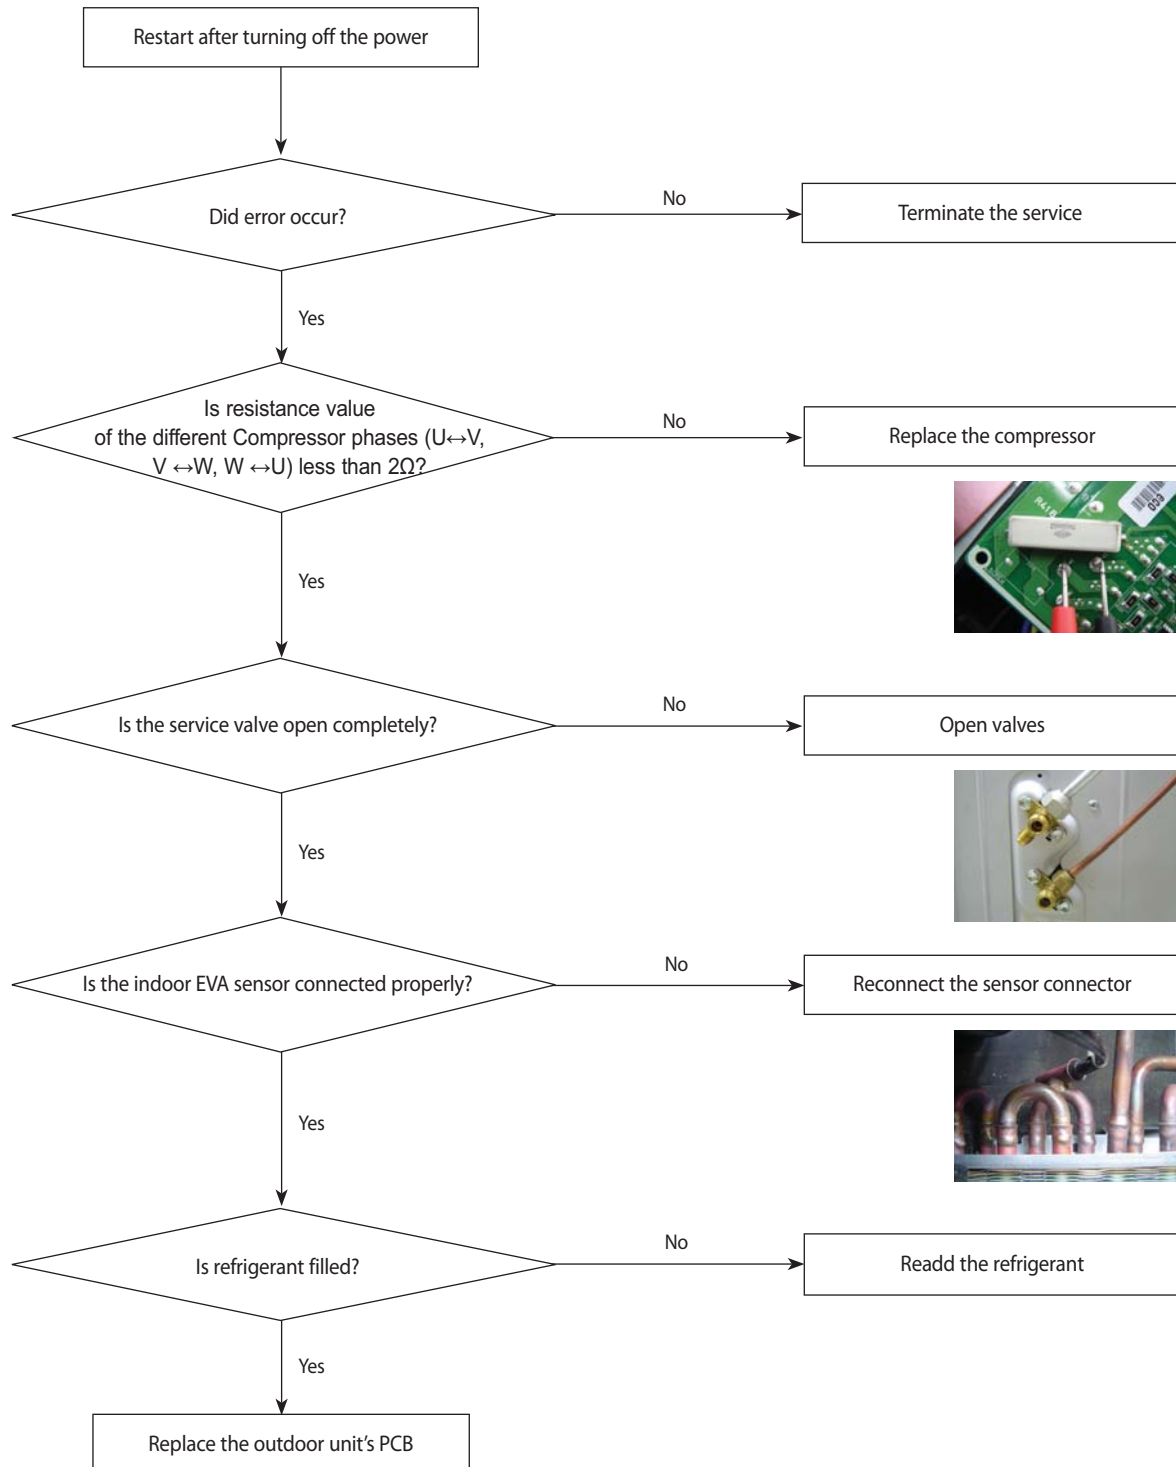 Restart after turning off the power
Did error occur?
No
Terminate the service
Yes
Is resistance value
of the different Compressor phases (U↔V,
V ↔W, W ↔U) less than 2Ω?
No
Replace the compressor
R418
eco
Yes
Is the service valve open completely?
No
Open valves
Yes
Is the indoor EVA sensor connected properly?
No
Reconnect the sensor connector
Yes
Is refrigerant filled?
No
Readd the refrigerant
Yes
Replace the outdoor unit's PCB